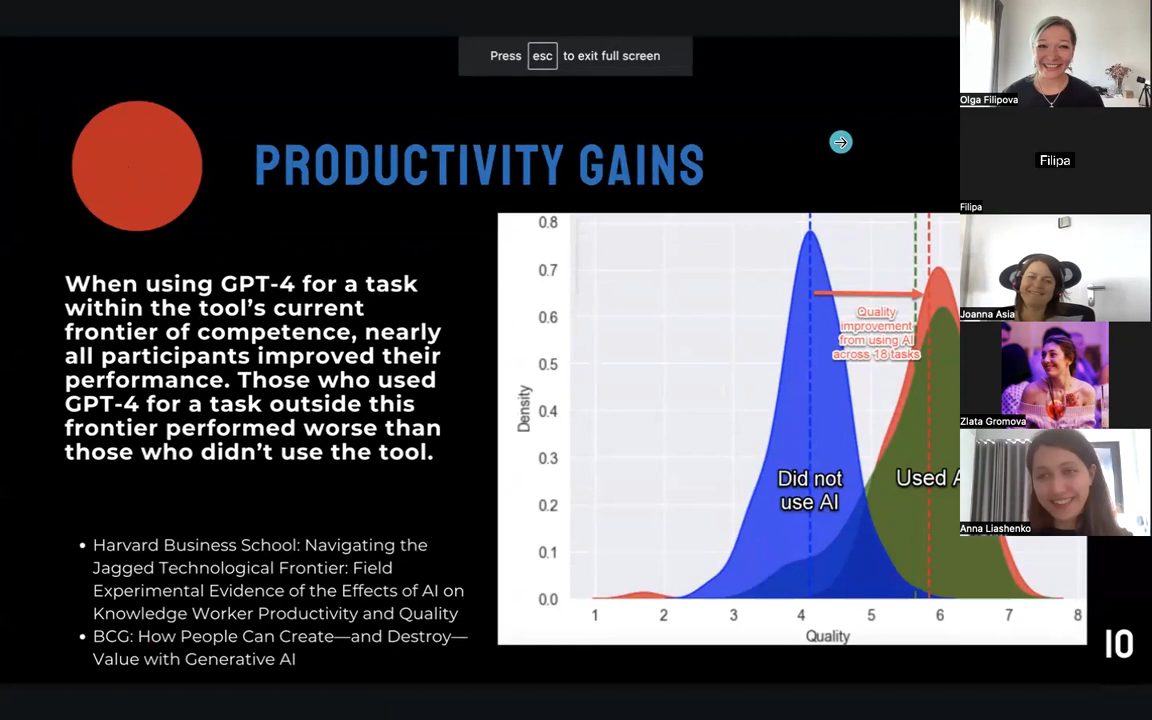 Press esc to exit full screen
PRODUCTIVITY GAINS
When using GPT-4 for a task
within the tool's current
frontier of competence, nearly
all participants improved their
performance. Those who used
GPT-4 for a task outside this
frontier performed worse than
those who didn't use the tool.
Harvard Business School: Navigating the
Jagged Technological Frontier: Field
Experimental Evidence of the Effects of AI on
Knowledge Worker Productivity and Quality
BCG: How People Can Create—and Destroy—
Value with Generative AI
0.8
0.7
0.6
0.5
0.4
0.3
0.2
0.1
0.0
Density
Quality
improvement
from using AI
across 18 tasks
Did not
use AI
Used
1 2 3 4 5 6 7 8
Quality
10
Olga Filipova
Filipa
Filipa
Joanna Asia
Zlata Gromova
Anna Liashenko